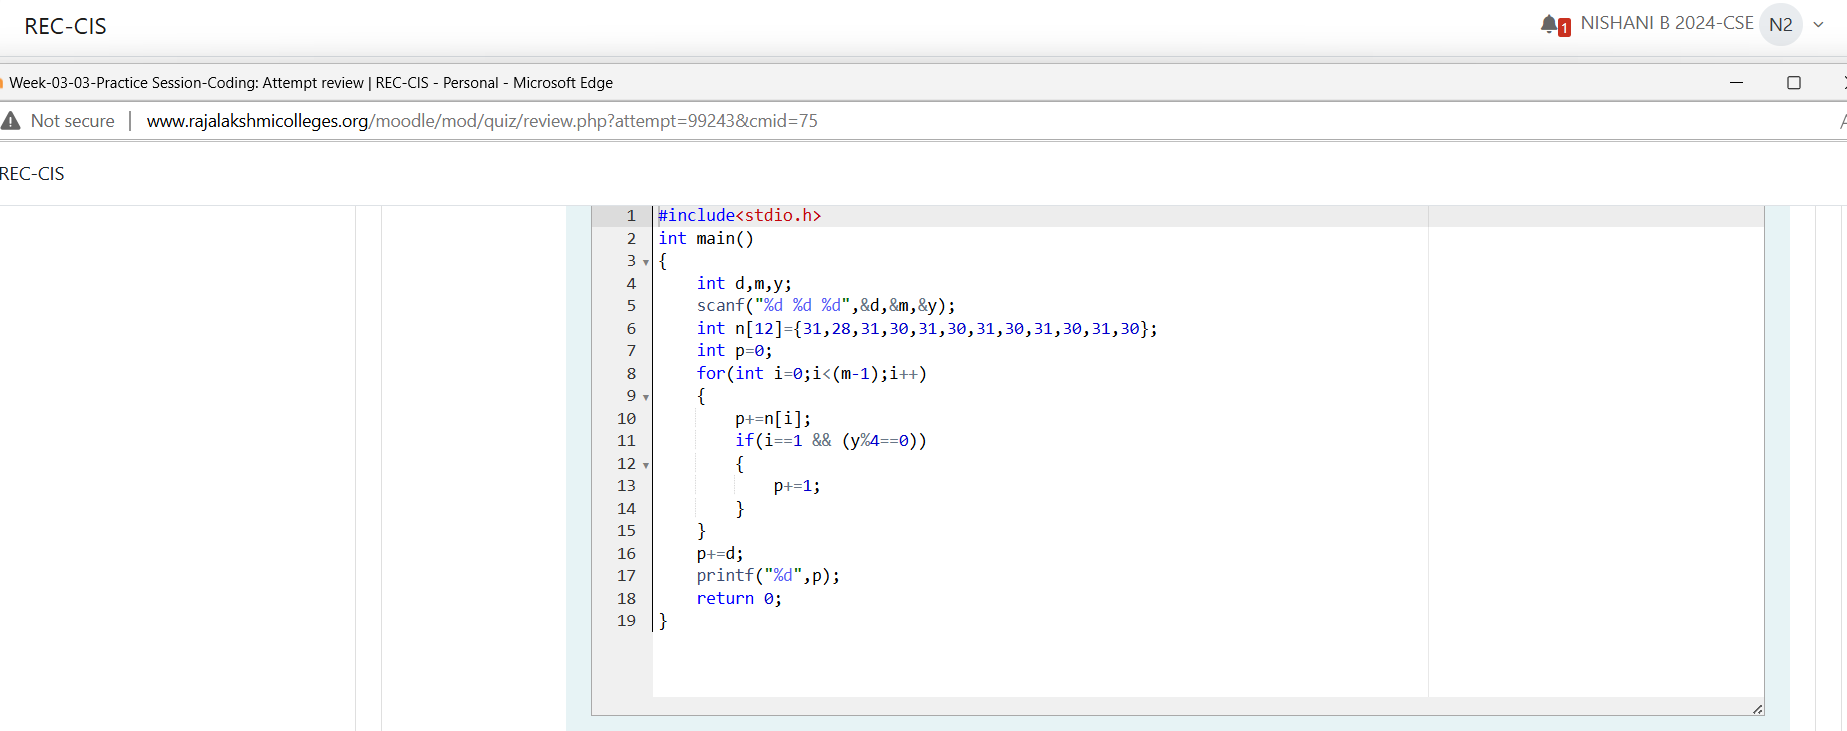 REC-CIS
1 NISHANI B 2024-CSE N2
Week-03-03-Practice Session-Coding: Attempt review | REC-CIS - Personal - Microsoft Edge
Not secure | www.rajalakshmicolleges.org/moodle/mod/quiz/review.php?attempt=99243&cmid=75
REC-CIS
1 #include<stdio.h>
2 int main()
3 {
4 int d,m,y;
5 scanf("%d %d %d",&d,&m,&y);
6 int n[12]={31,28,31,30,31,30,31,30,31,30,31,30};
7 int p=0;
8 for(int i=0;i<(m-1);i++)
9 {
10 p+=n[i];
11 if(i==1 && (y%4==0))
12 {
13 p+=1;
14 }
15 }
16 p+=d;
17 printf("%d",p);
18 return 0;
19 }